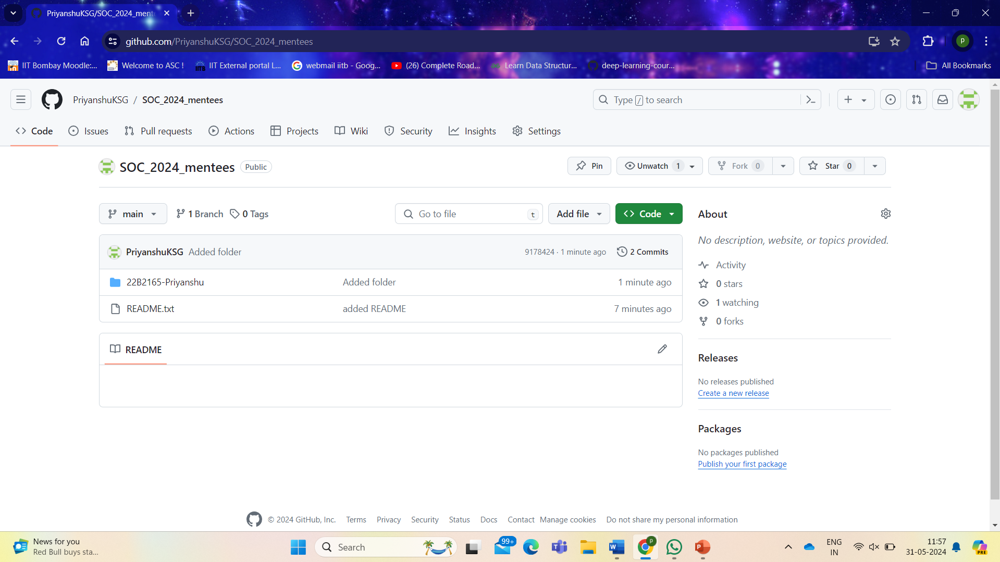 PriyanshuKSG/SOC_2024_ment
github.com/PriyanshuKSG/SOC_2024_mentees
P
IIT Bombay Moodle:... Welcome to ASC ! IIT External portal L... webmail iitb - Goog... (26) Complete Road... Learn Data Structur... deep-learning-cour... All Bookmarks
PriyanshuKSG / SOC_2024_mentees Type / to search
Code Issues Pull requests Actions Projects Wiki Security Insights Settings
SOC_2024_mentees Public Pin Unwatch 1 Fork 0 Star 0
main 1 Branch 0 Tags Go to file t Add file Code About
No description, website, or topics provided.
PriyanshuKSG Added folder 9178424 · 1 minute ago 2 Commits
Activity
22B2165-Priyanshu Added folder 1 minute ago
0 stars
README.txt added README 7 minutes ago
1 watching
0 forks
README
Releases
No releases published
Create a new release
Packages
No packages published
Publish your first package
© 2024 GitHub, Inc. Terms Privacy Security Status Docs Contact Manage cookies Do not share my personal information
News for you
Red Bull buys sta...
Search
99+
P
ENG
IN
11:57
31-05-2024
PRE